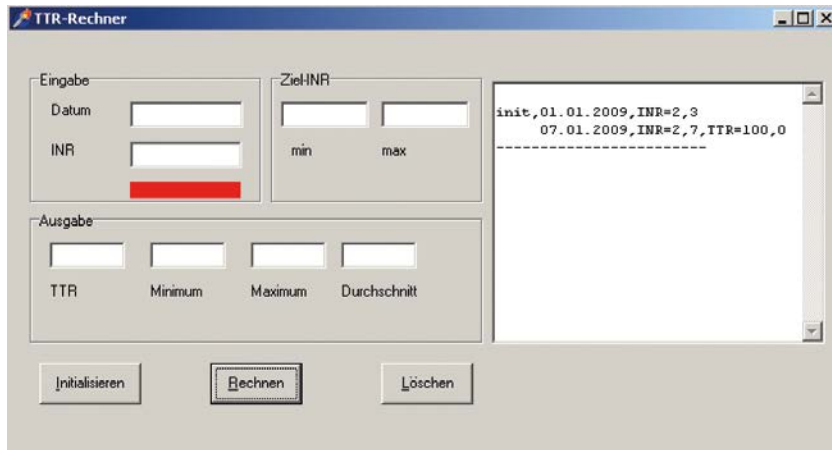 TTR-Rechner
Eingabe
Datum
INR
Ziel-INR
min max
init,01.01.2009,INR=2,3
07.01.2009,INR=2,7,TTR=100,0
------------------------
Ausgabe
TTR Minimum Maximum Durchschnitt
Initialisieren Rechnen Löschen